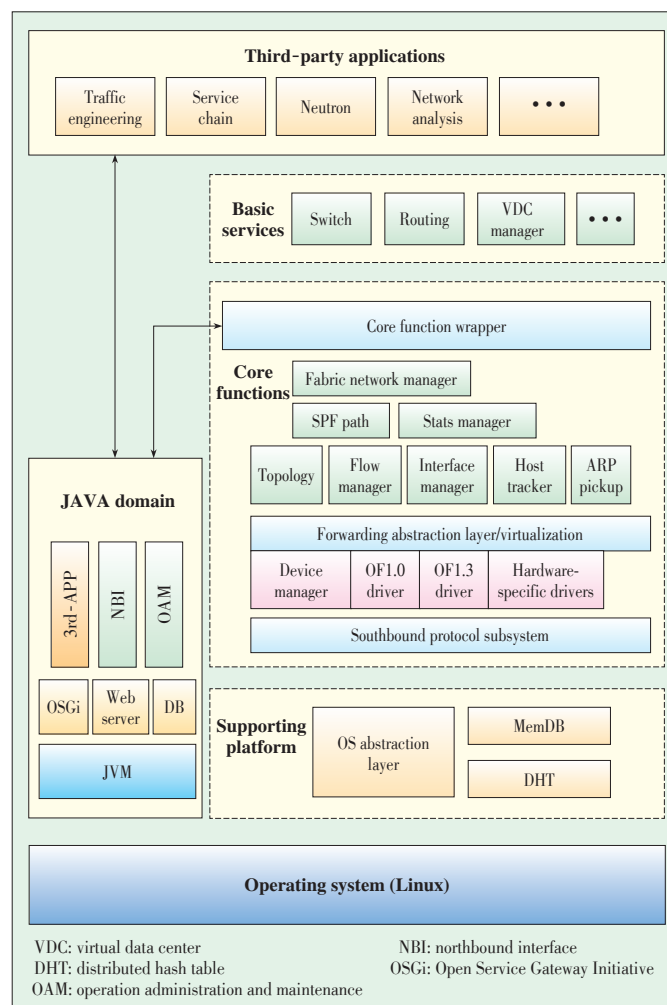 Third-party applications
Traffic
engineering
Service
chain
Neutron
Network
analysis
•••
Basic
services
Switch
Routing
VDC
manager
•••
Core function wrapper
Core
functions
Fabric network manager
SPF path
Stats manager
Topology
Flow
manager
Interface
manager
Host
tracker
ARP
pickup
Forwarding abstraction layer/virtualization
Device
manager
OF1.0
driver
OF1.3
driver
Hardware-
specific drivers
Southbound protocol subsystem
JAVA domain
3rd-APP
NBI
OAM
OSGi
Web
server
DB
JVM
Supporting
platform
OS abstraction
layer
MemDB
DHT
Operating system (Linux)
VDC: virtual data center
DHT: distributed hash table
OAM: operation administration and maintenance
NBI: northbound interface
OSGi: Open Service Gateway Initiative